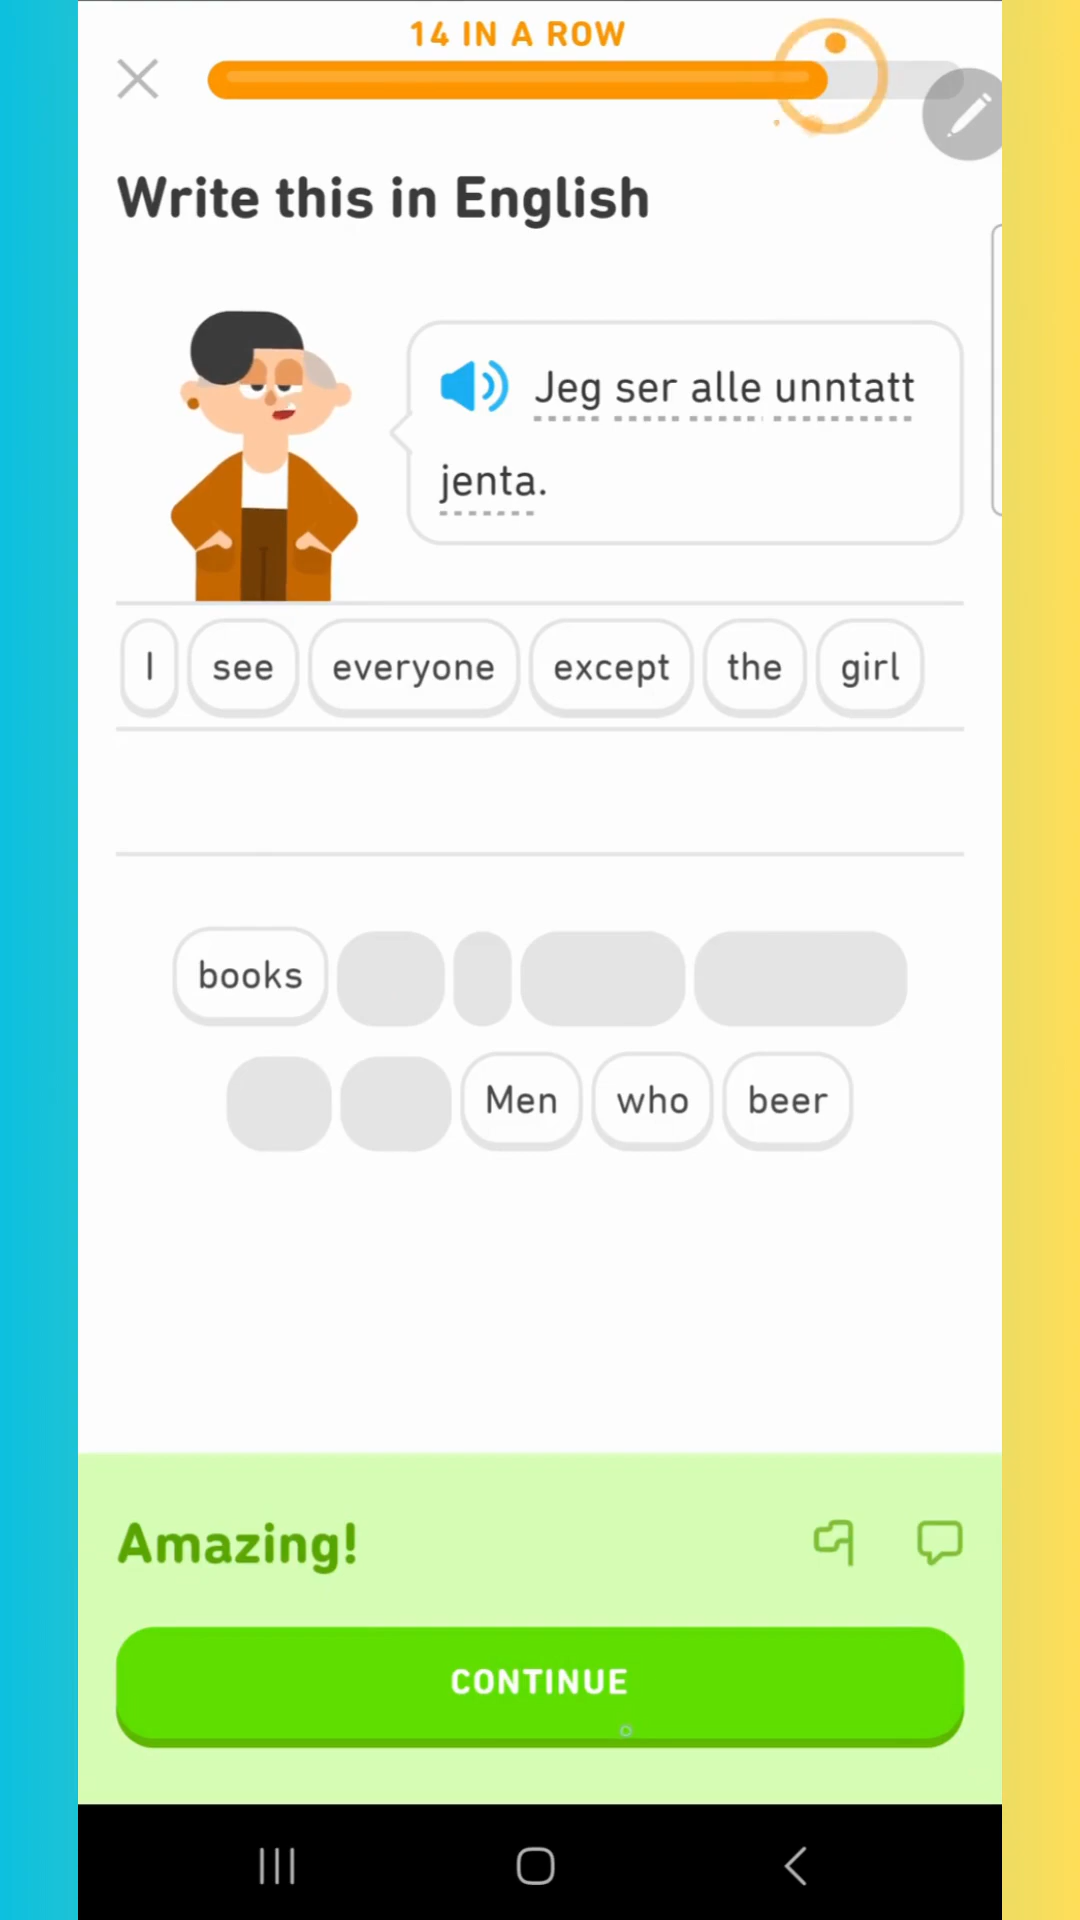 14 IN A ROW
Write this in English
Jeg ser alle unntatt
jenta.
I see everyone except the girl
books
Men who beer
Amazing!
CONTINUE